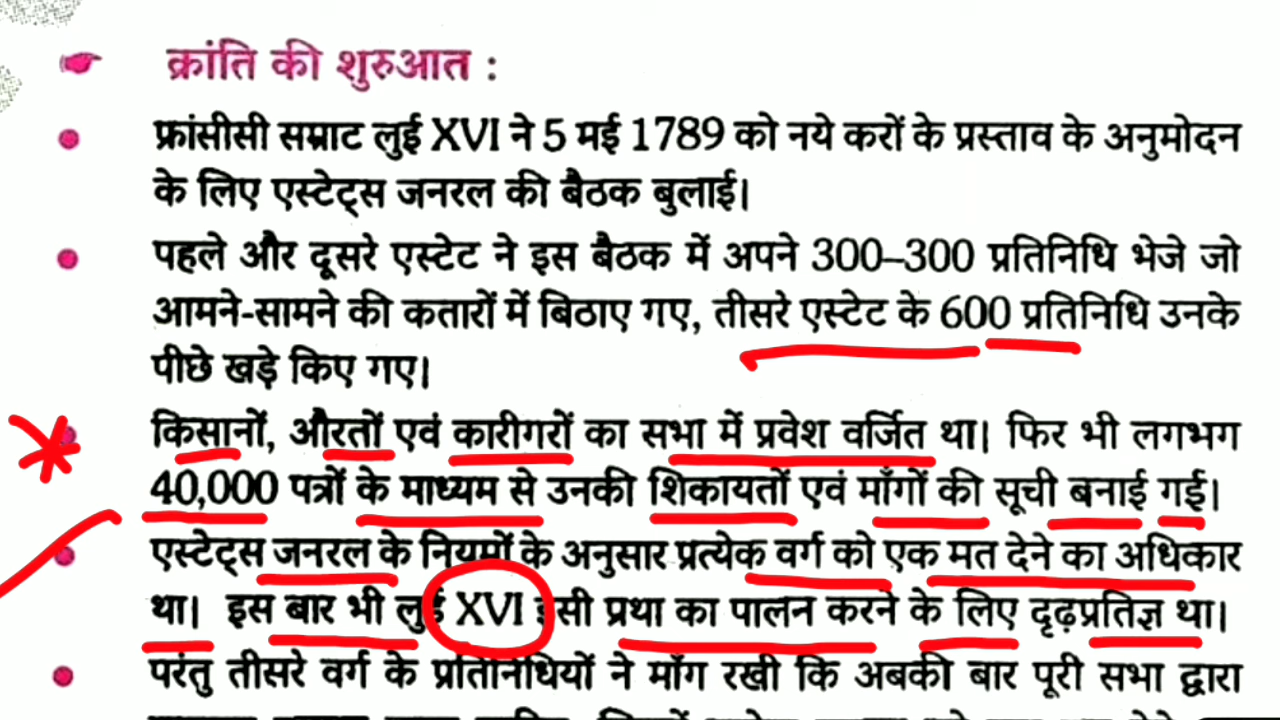 क्रांति की शुरुआत :
फ्रांसीसी सम्राट लुई XVI ने 5 मई 1789 को नये करों के प्रस्ताव के अनुमोदन
के लिए एस्टेट्स जनरल की बैठक बुलाई।
पहले और दूसरे एस्टेट ने इस बैठक में अपने 300–300 प्रतिनिधि भेजे जो
आमने-सामने की कतारों में बिठाए गए, तीसरे एस्टेट के 600 प्रतिनिधि उनके
पीछे खड़े किए गए।
किसानों, औरतों एवं कारीगरों का सभा में प्रवेश वर्जित था। फिर भी लगभग
40,000 पत्रों के माध्यम से उनकी शिकायतों एवं माँगों की सूची बनाई गई।
एस्टेट्स जनरल के नियमों के अनुसार प्रत्येक वर्ग को एक मत देने का अधिकार
था। इस बार भी लुई XVI इसी प्रथा का पालन करने के लिए दृढ़प्रतिज्ञ था।
परंतु तीसरे वर्ग के प्रतिनिधियों ने माँग रखी कि अबकी बार पूरी सभा द्वारा